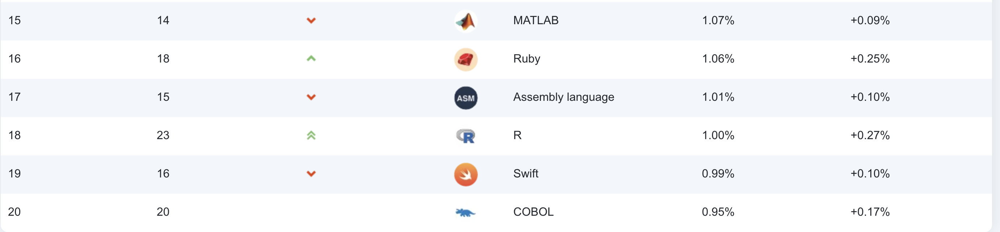 15 14 MATLAB 1.07% +0.09%
16 18 Ruby 1.06% +0.25%
17 15 ASM Assembly language 1.01% +0.10%
18 23 R R 1.00% +0.27%
19 16 Swift 0.99% +0.10%
20 20 COBOL 0.95% +0.17%